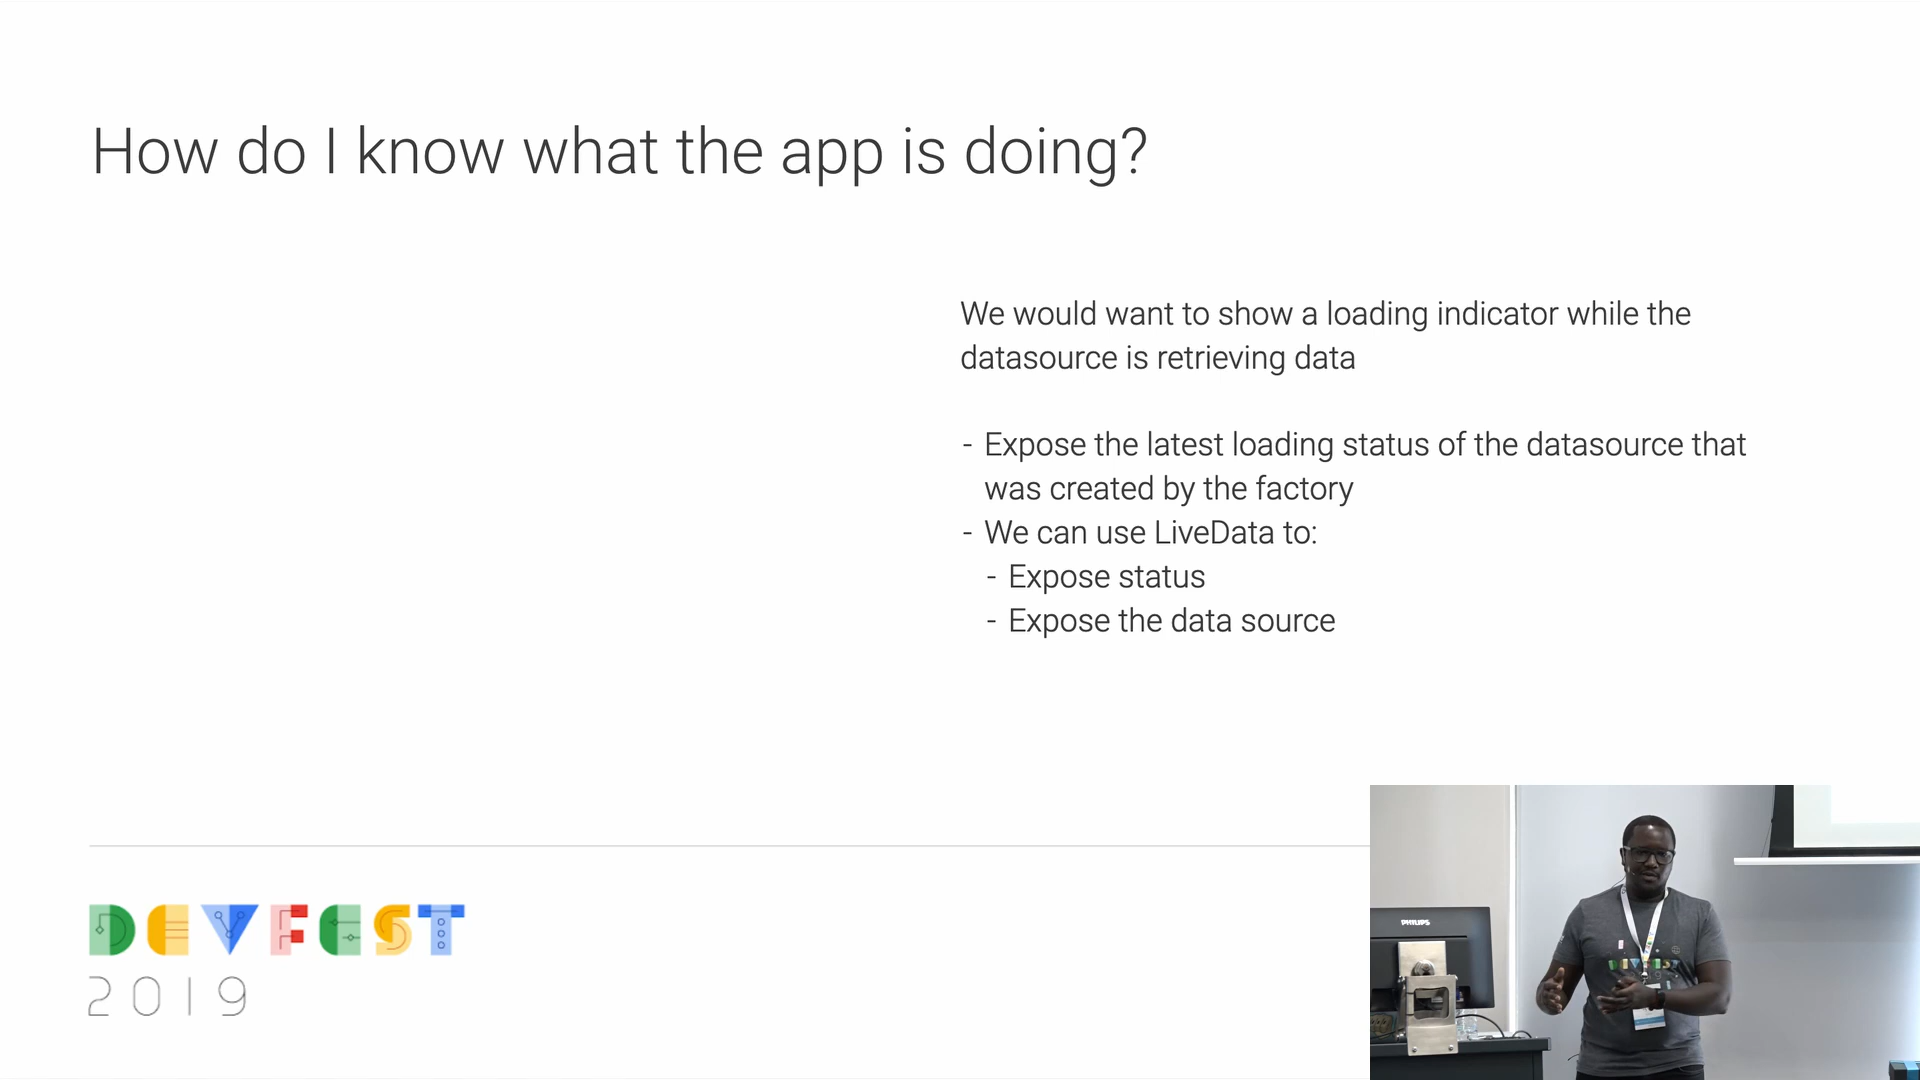 How do I know what the app is doing?
We would want to show a loading indicator while the
datasource is retrieving data
- Expose the latest loading status of the datasource that
was created by the factory
- We can use LiveData to:
- Expose status
- Expose the data source
DEVFEST
2019
PHILIPS
DEVFEST